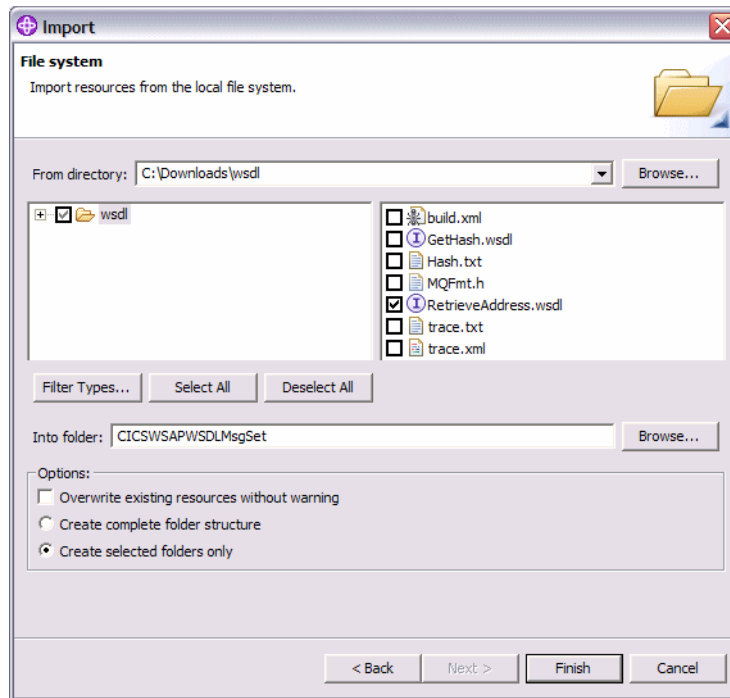 Import
File system
Import resources from the local file system.
From directory: C:\Downloads\wsdl Browse...
wsdl
build.xml
GetHash.wsdl
Hash.txt
MQFmt.h
RetrieveAddress.wsdl
trace.txt
trace.xml
Filter Types... Select All Deselect All
Into folder: CICSWSAPWSDLMsgSet Browse...
Options:
Overwrite existing resources without warning
Create complete folder structure
Create selected folders only
< Back Next > Finish Cancel